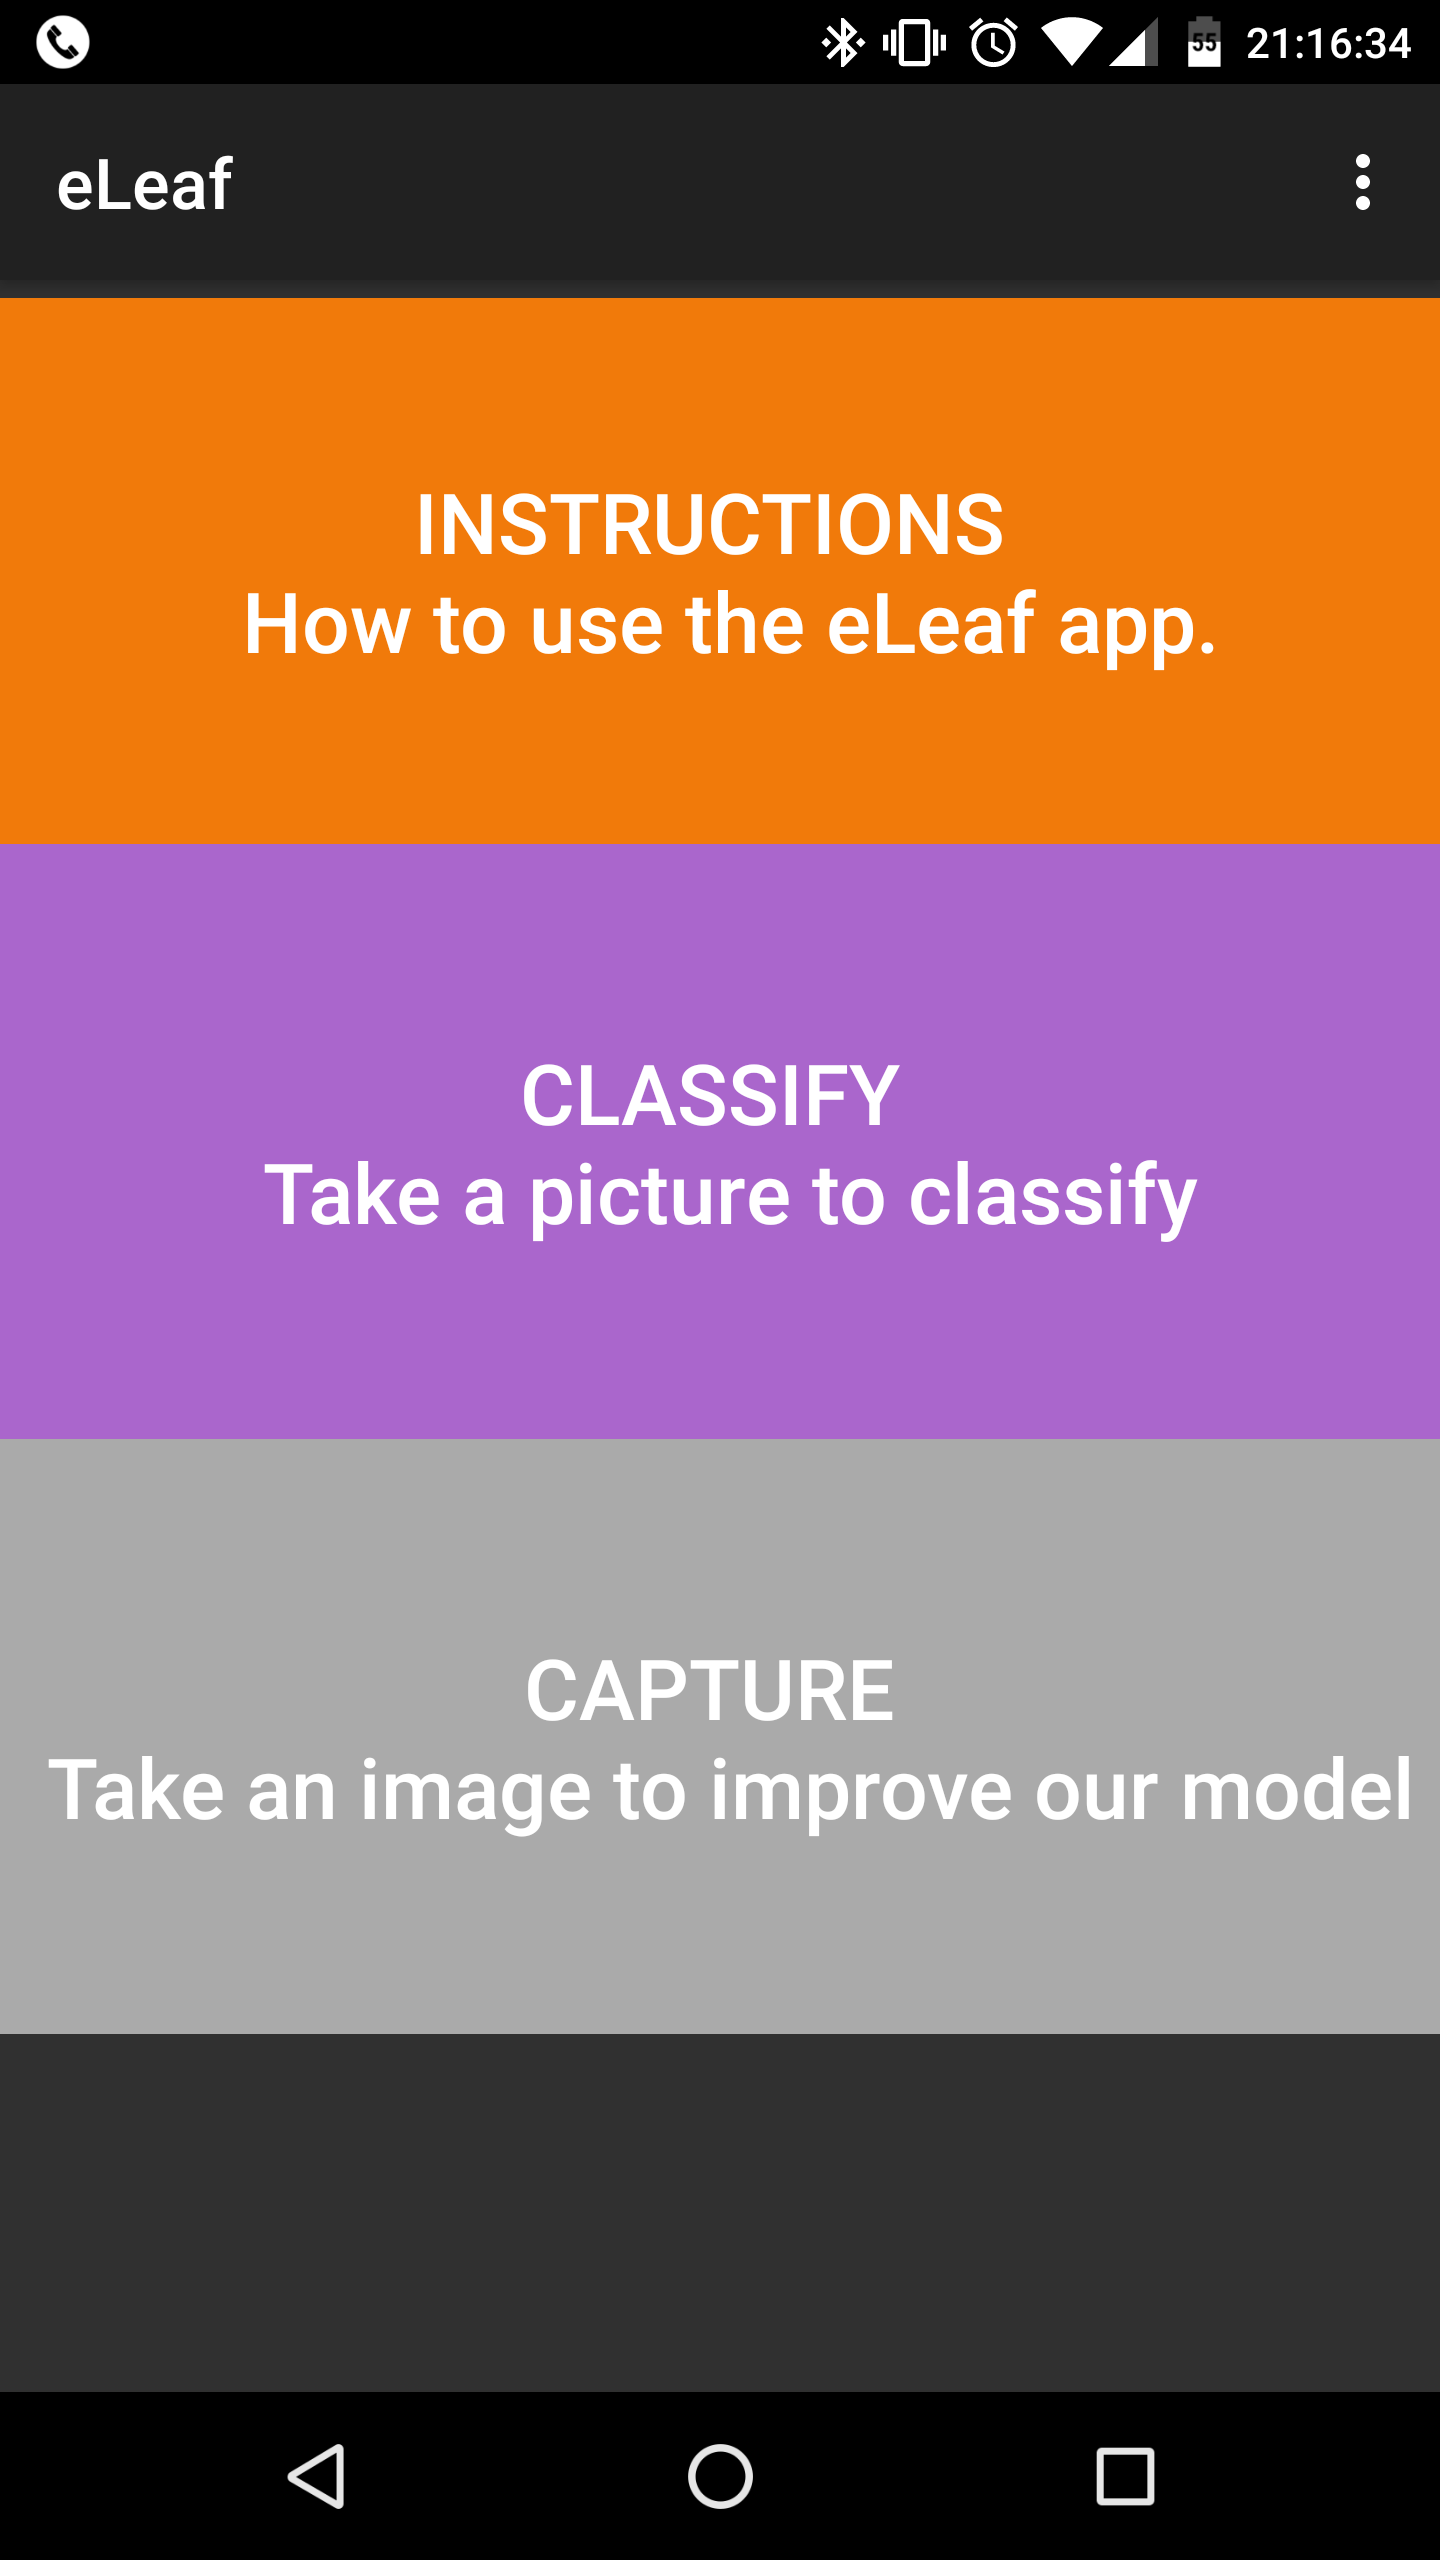 55 21:16:34
eLeaf
INSTRUCTIONS
How to use the eLeaf app.
CLASSIFY
Take a picture to classify
CAPTURE
Take an image to improve our model